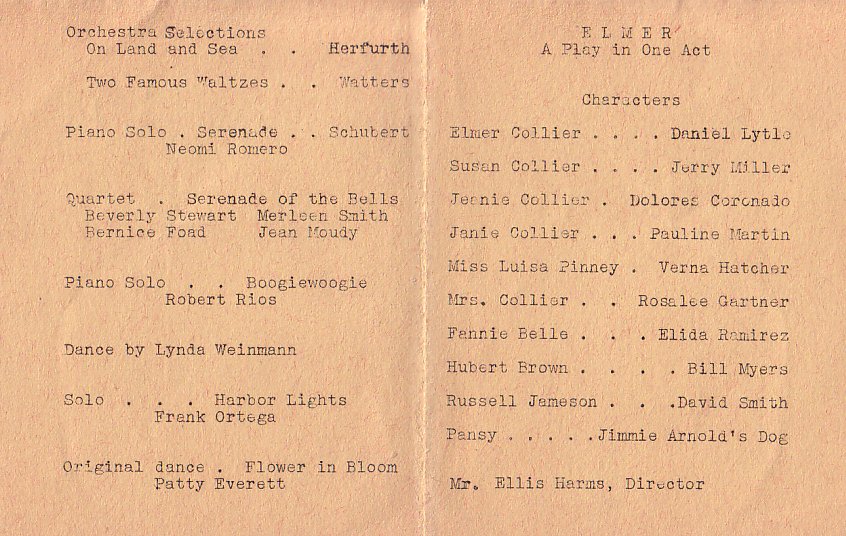 Orchestra Selections
On Land and Sea . . Herfurth
Two Famous Waltzes . . Watters
Piano Solo . Serenade . . Schubert
Neomi Romero
Quartet . Serenade of the Bells
Beverly Stewart Merleen Smith
Bernice Foad Jean Moudy
Piano Solo . . Boogiewoogie
Robert Rios
Dance by Lynda Weinmann
Solo . . . Harbor Lights
Frank Ortega
Original dance . Flower in Bloom
Patty Everett
E L M E R
A Play in One Act
Characters
Elmer Collier . . . . Daniel Lytle
Susan Collier . . . . Jerry Miller
Jeanie Collier . Dolores Coronado
Janie Collier . . . Pauline Martin
Miss Luisa Pinney . Verna Hatcher
Mrs. Collier . . Rosalee Gartner
Fannie Belle . . . Elida Ramirez
Hubert Brown . . . . Bill Myers
Russell Jameson . . .David Smith
Pansy . . . . .Jimmie Arnold's Dog
Mr. Ellis Harms, Director